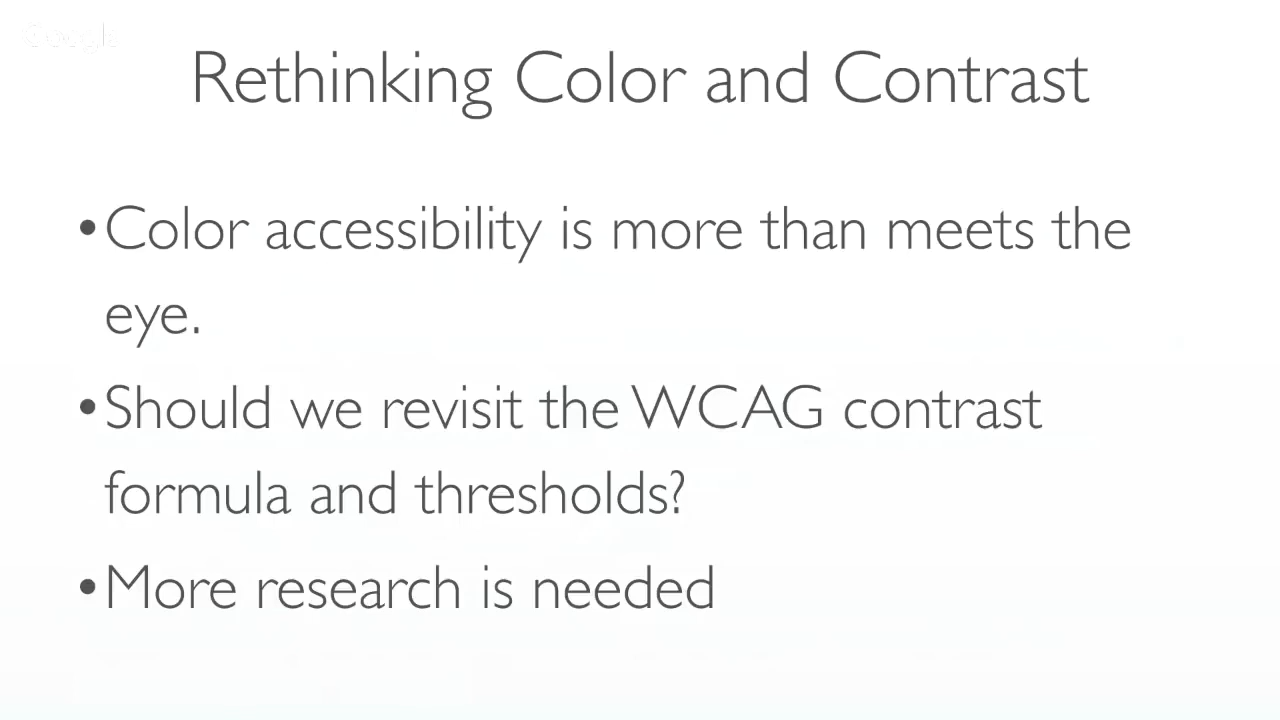 Google
Rethinking Color and Contrast
•Color accessibility is more than meets the
eye.
•Should we revisit the WCAG contrast
formula and thresholds?
•More research is needed